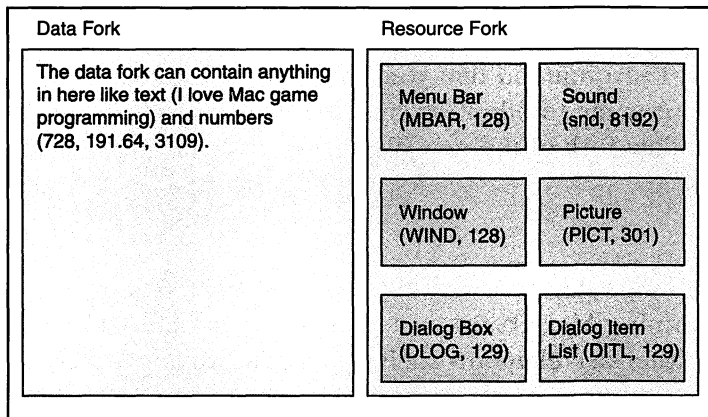 Data Fork
The data fork can contain anything
in here like text (I love Mac game
programming) and numbers
(728, 191.64, 3109).
Resource Fork
Menu Bar
(MBAR, 128)
Sound
(snd, 8192)
Window
(WIND, 128)
Picture
(PICT, 301)
Dialog Box
(DLOG, 129)
Dialog Item
List (DITL, 129)